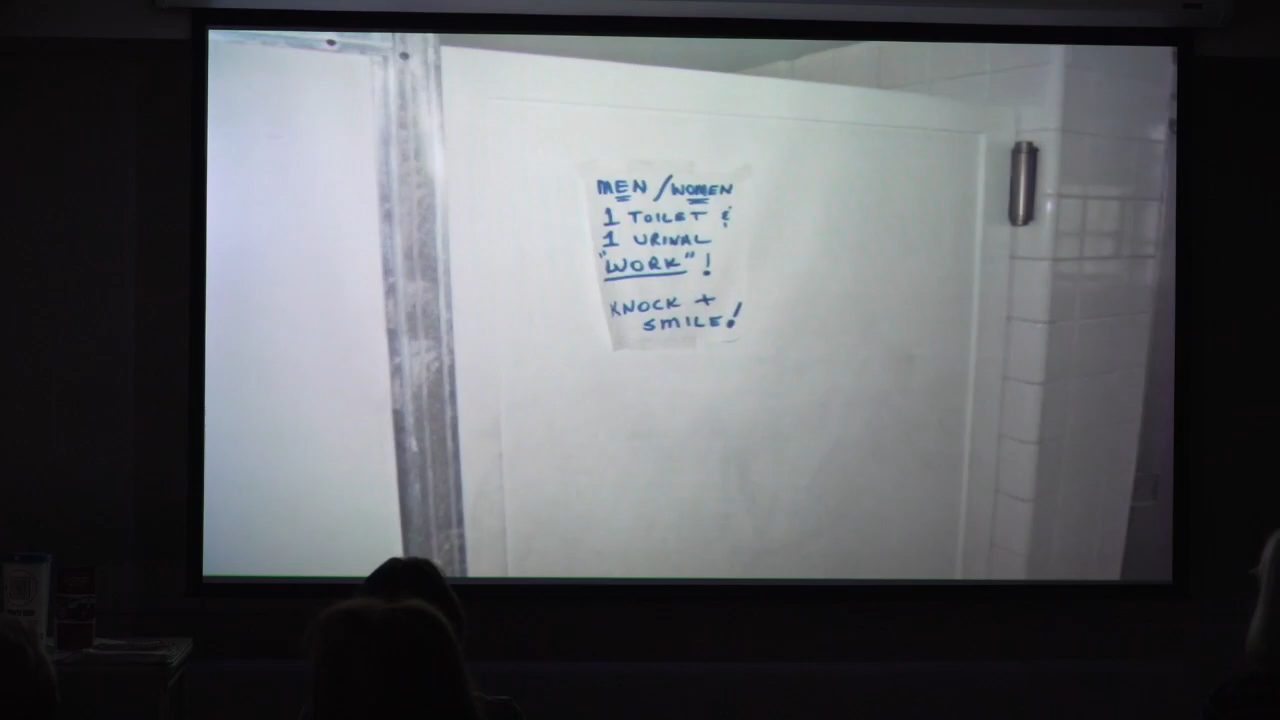 MEN / WOMEN
1 TOILET &
1 URINAL
"WORK" !
KNOCK +
SMILE!